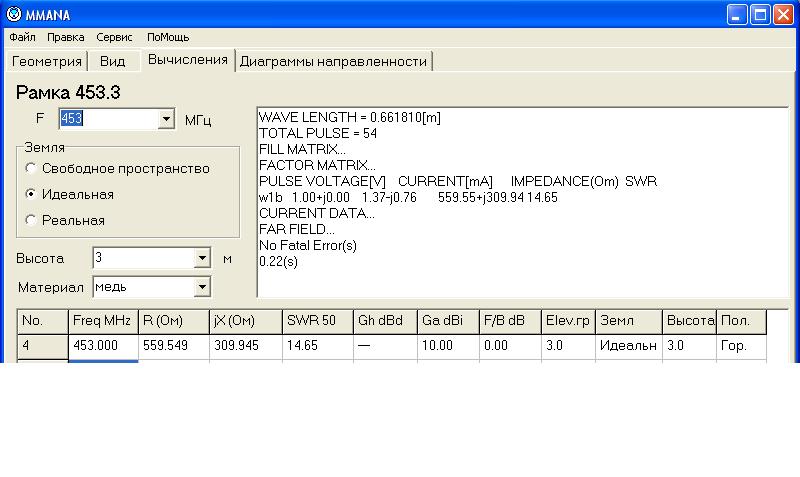 MMANA
Файл Правка Сервис ПоМощь
Геометрия Вид Вычисления Диаграммы направленности
Рамка 453.3
F 453 МГц
Земля
Свободное пространство
Идеальная
Реальная
Высота 3 м
Материал медь
WAVE LENGTH = 0.661810[m]
TOTAL PULSE = 54
FILL MATRIX...
FACTOR MATRIX...
PULSE VOLTAGE[V] CURRENT[mA] IMPEDANCE(Om) SWR
w1b 1.00+j0.00 1.37-j0.76 559.55+j309.94 14.65
CURRENT DATA...
FAR FIELD...
No Fatal Error(s)
0.22(s)
No. Freq MHz R (Ом) jX (Ом) SWR 50 Gh dBd Ga dBi F/B dB Elev.гр Земл Высота Пол.
4 453.000 559.549 309.945 14.65 — 10.00 0.00 3.0 Идеальн 3.0 Гор.